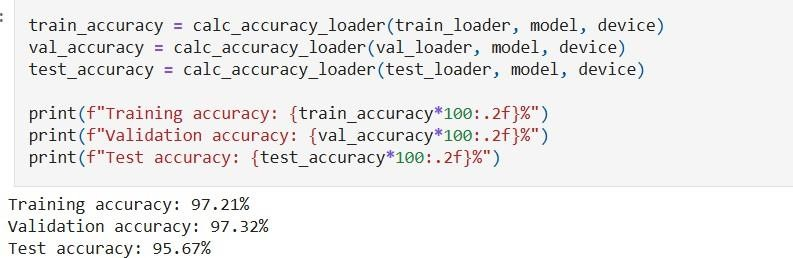 train_accuracy = calc_accuracy_loader(train_loader, model, device)
val_accuracy = calc_accuracy_loader(val_loader, model, device)
test_accuracy = calc_accuracy_loader(test_loader, model, device)
print(f"Training accuracy: {train_accuracy*100:.2f}%")
print(f"Validation accuracy: {val_accuracy*100:.2f}%")
print(f"Test accuracy: {test_accuracy*100:.2f}%")
Training accuracy: 97.21%
Validation accuracy: 97.32%
Test accuracy: 95.67%